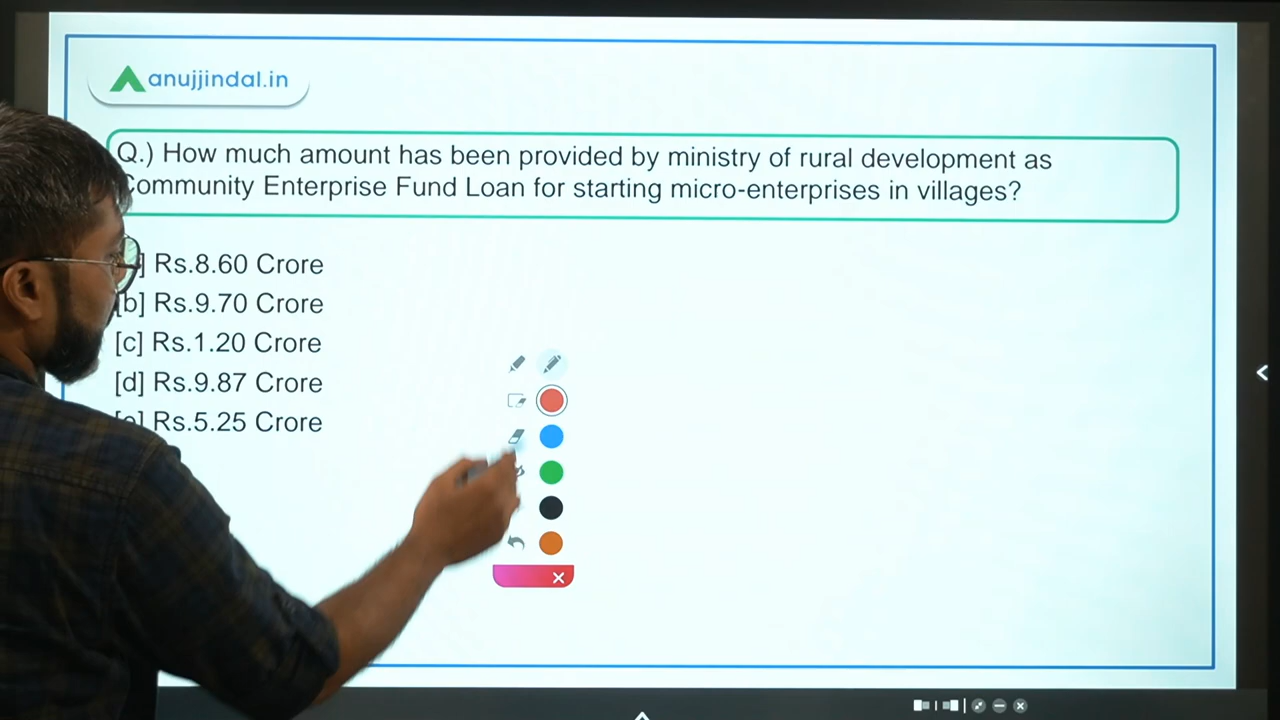 anujjindal.in
Q.) How much amount has been provided by ministry of rural development as
Community Enterprise Fund Loan for starting micro-enterprises in villages?
] Rs.8.60 Crore
[b] Rs.9.70 Crore
[c] Rs.1.20 Crore
[d] Rs.9.87 Crore
[e] Rs.5.25 Crore